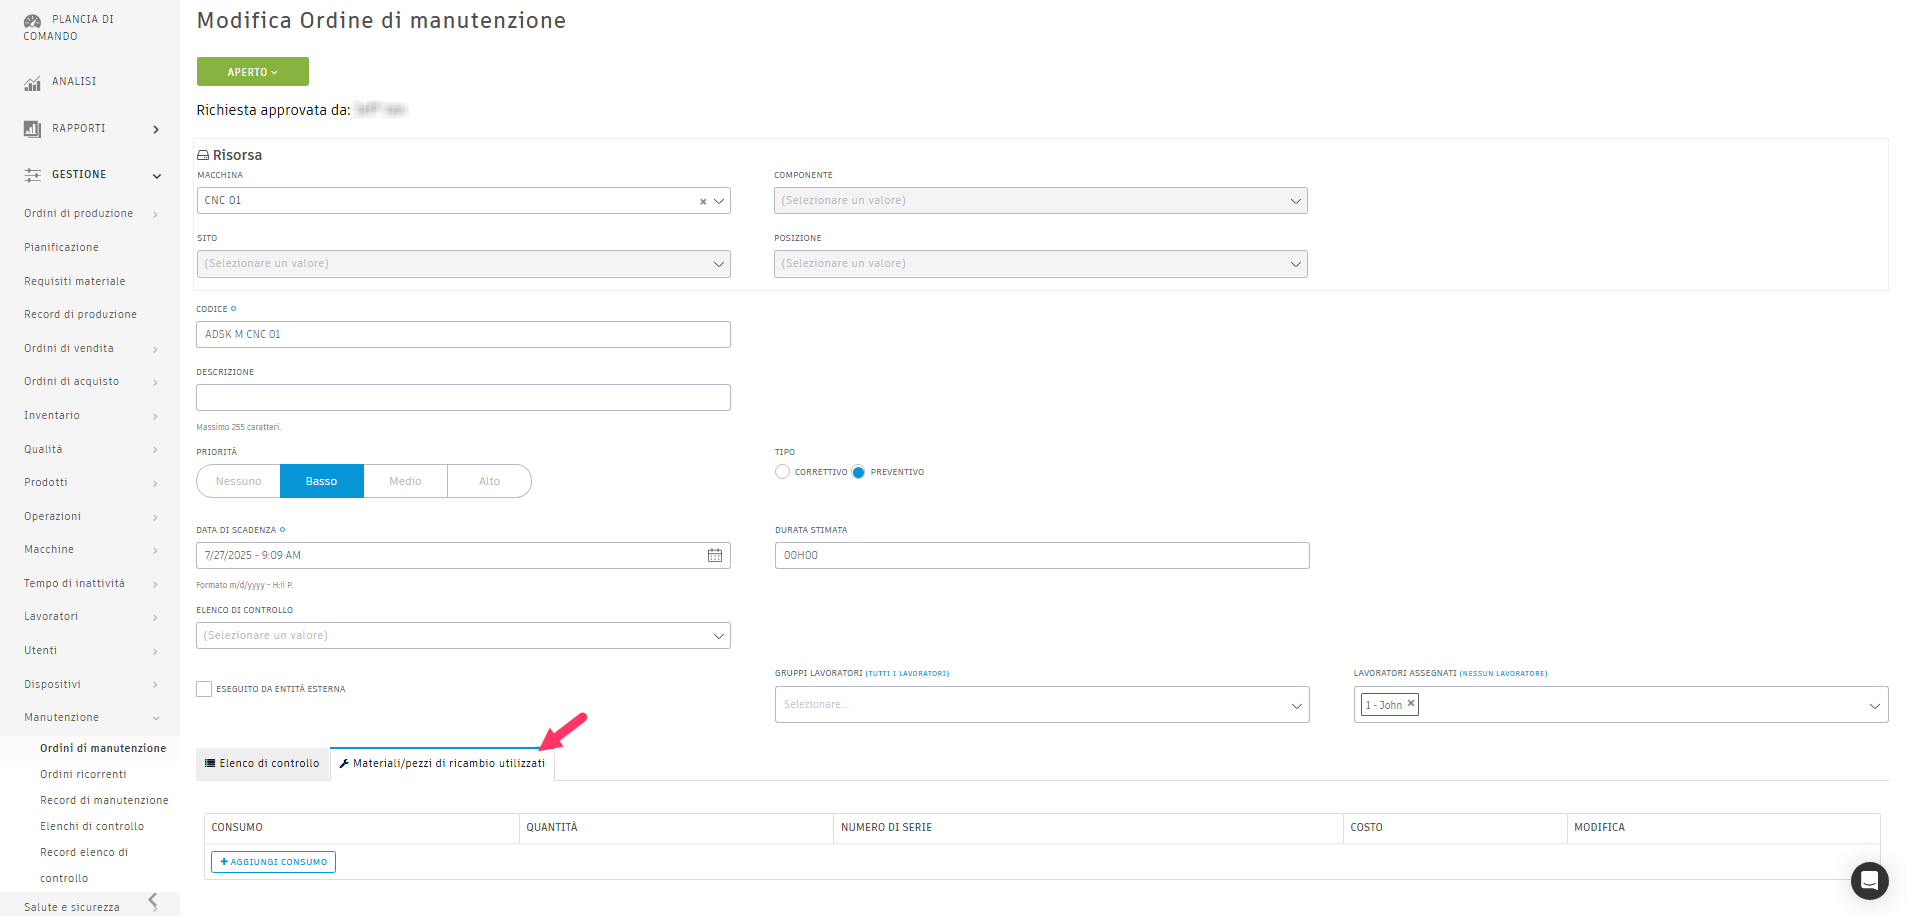 PLANCIA DI
COMANDO
ANALISI
RAPPORTI
GESTIONE
Ordini di produzione
Pianificazione
Requisiti materiale
Record di produzione
Ordini di vendita
Ordini di acquisto
Inventario
Qualità
Prodotti
Operazioni
Macchine
Tempo di inattività
Lavoratori
Utenti
Dispositivi
Manutenzione
Ordini di manutenzione
Ordini ricorrenti
Record di manutenzione
Elenchi di controllo
Record elenco di
controllo
Salute e sicurezza
Modifica Ordine di manutenzione
APERTO
Richiesta approvata da:
Risorsa
MACCHINA
COMPONENTE
CNC 01
(Selezionare un valore)
SITO
POSIZIONE
(Selezionare un valore)
(Selezionare un valore)
CODICE
ADSK M CNC 01
DESCRIZIONE
Massimo 255 caratteri.
PRIORITÀ
TIPO
Nessuno Basso Medio Alto
CORRETTIVO PREVENTIVO
DATA DI SCADENZA
DURATA STIMATA
7/27/2025 - 9:09 AM
00H00
Formato m/d/yyyy - H:ii P.
ELENCO DI CONTROLLO
(Selezionare un valore)
ESEGUITO DA ENTITÀ ESTERNA
GRUPPI LAVORATORI (TUTTI I LAVORATORI)
LAVORATORI ASSEGNATI (NESSUN LAVORATORE)
Selezionare...
1 - John
Elenco di controllo
Materiali/pezzi di ricambio utilizzati
CONSUMO QUANTITÀ NUMERO DI SERIE COSTO MODIFICA
+ AGGIUNGI CONSUMO